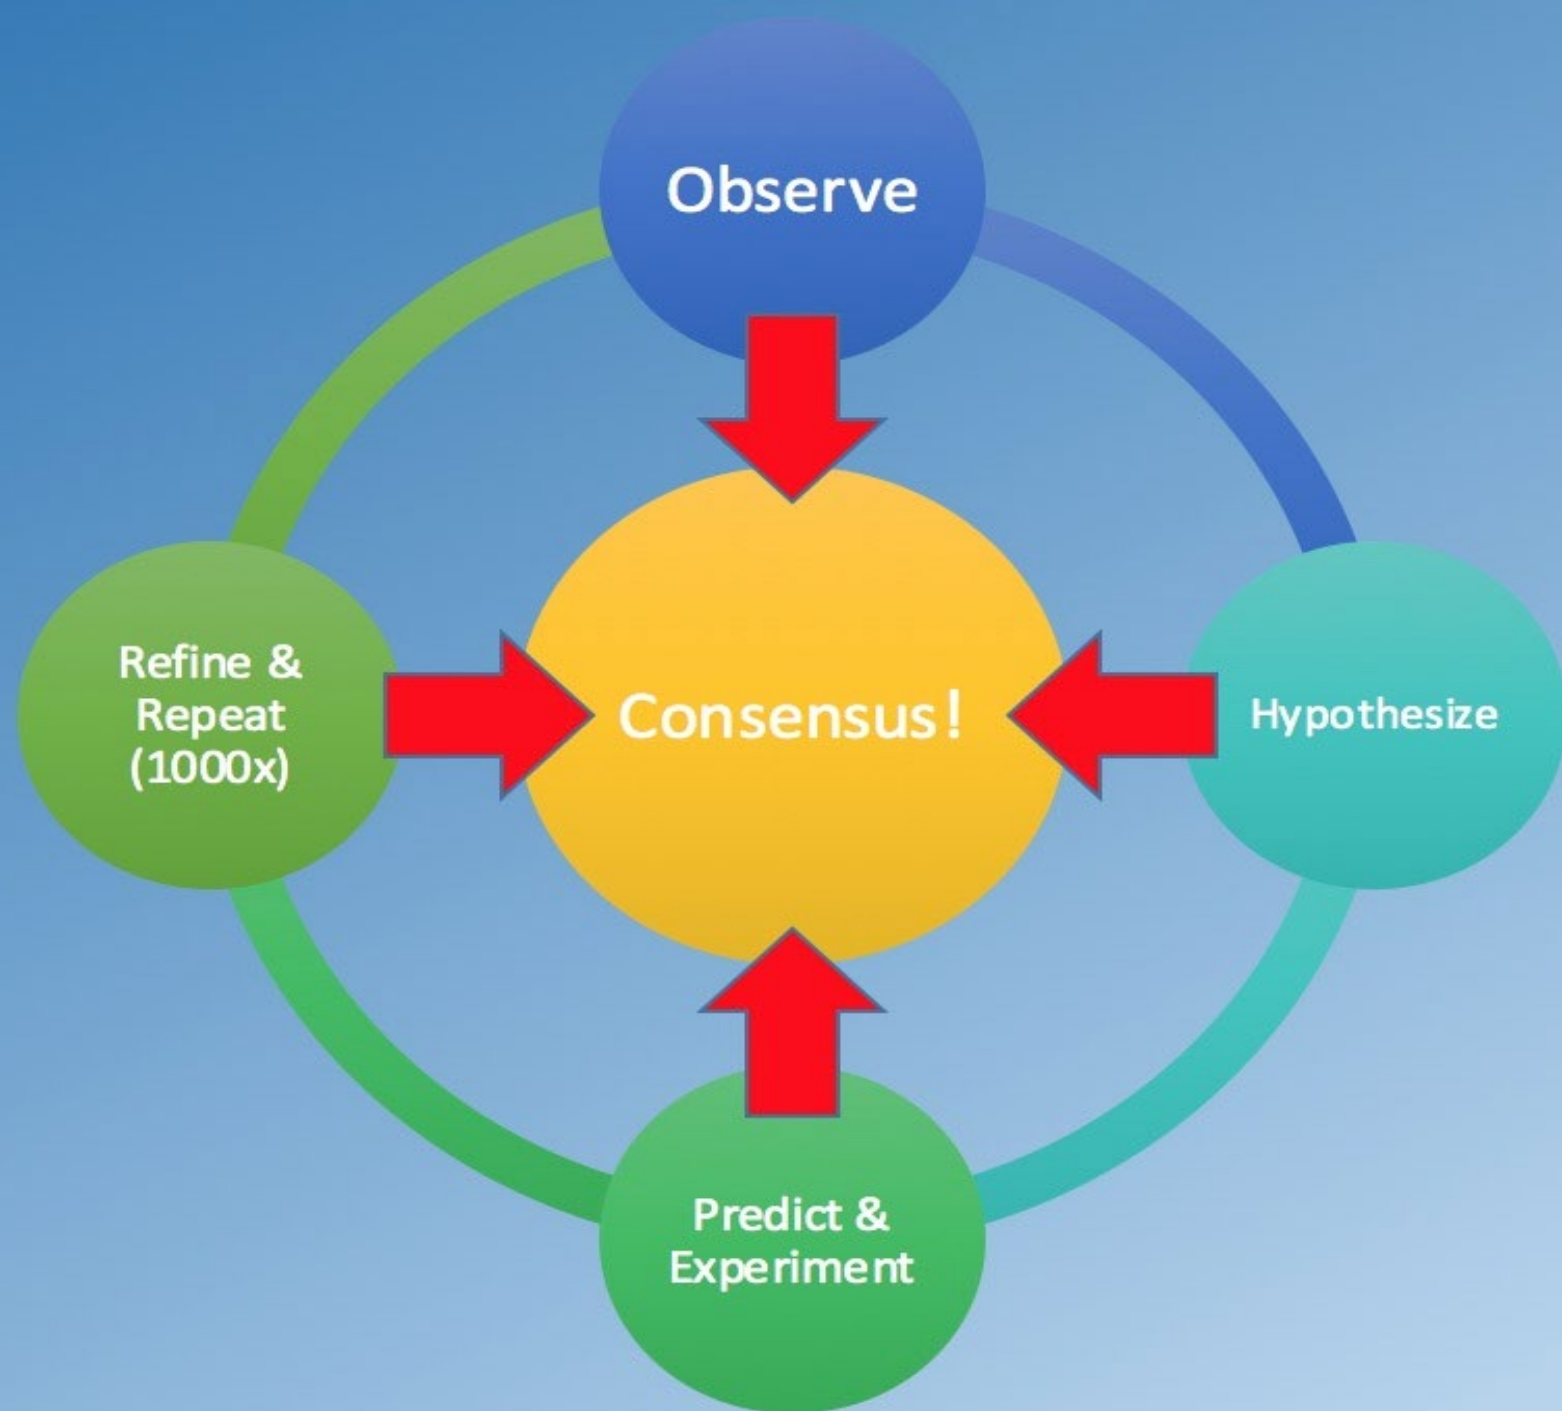 Observe
Refine &
Repeat
(1000x)
Consensus!
Hypothesize
Predict &
Experiment